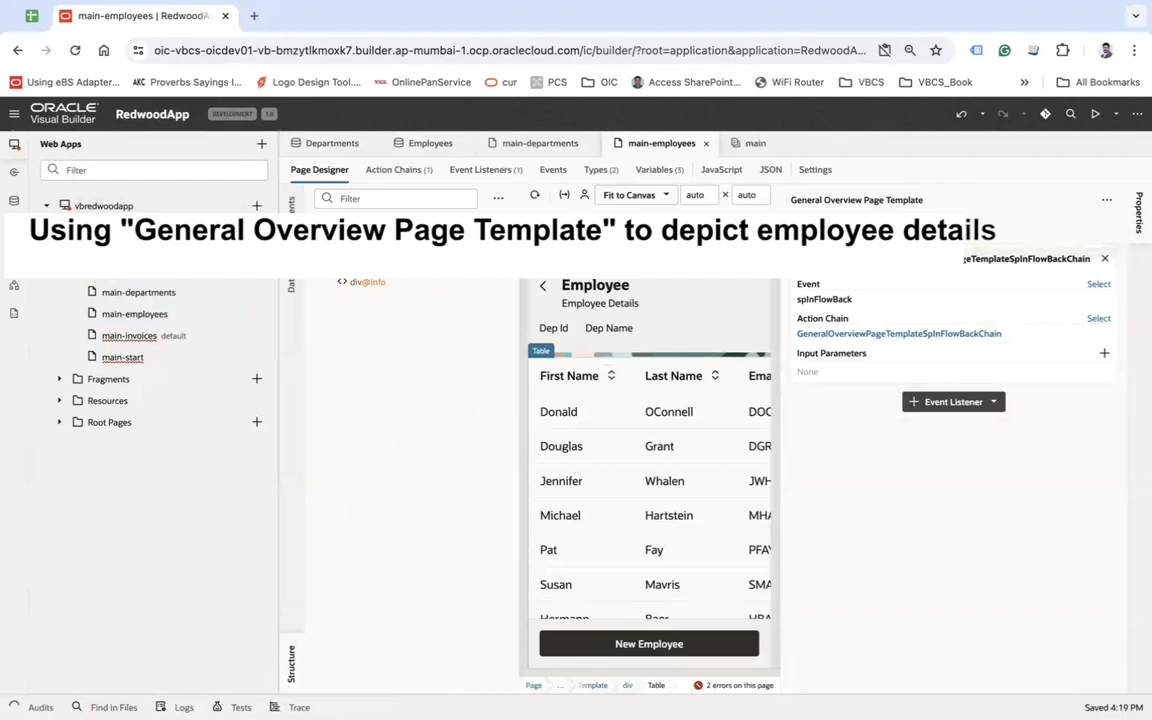 main-employees | RedwoodA
oic-vbcs-oicdev01-vb-bmzytlkmoxk7.builder.ap-mumbai-1.ocp.oraclecloud.com/ic/builder/?root=application&application=RedwoodA...
Using eBS Adapter... AKC Proverbs Sayings I... Logo Design Tool.... OnlinePanService cur PCS OIC Access SharePoint... WiFi Router VBCS VBCS_Book » All Bookmarks
ORACLE
Visual Builder RedwoodApp DEVELOPMENT 1.0
Web Apps
Departments Employees main-departments main-employees main
Filter
Page Designer Action Chains (1) Event Listeners (1) Events Types (2) Variables (3) JavaScript JSON Settings
Filter
Fit to Canvas auto x auto
General Overview Page Template
Properties
vbredwoodapp
Using "General Overview Page Template" to depict employee details
eTemplateSpInFlowBackChain
div@info
main-departments
main-employees
main-invoices default
main-start
Fragments
Resources
Root Pages
Structure
Employee
Employee Details
Dep Id Dep Name
Table
First Name Last Name Ema
Donald OConnell DOC
Douglas Grant DGR
Jennifer Whalen JWH
Michael Hartstein MHA
Pat Fay PFAY
Susan Mavris SMA
New Employee
Page ... Template div Table 2 errors on this page
Event Select
spInFlowBack
Action Chain Select
GeneralOverviewPageTemplateSpInFlowBackChain
Input Parameters
None
Event Listener
Audits Find in Files Logs Tests Trace
Saved 4:19 PM